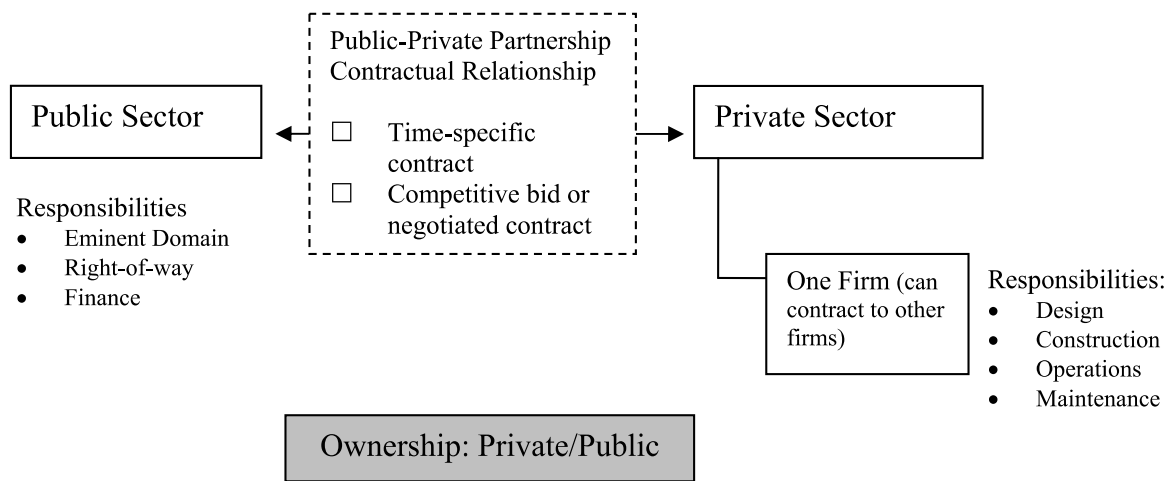 Public-Private Partnership
Contractual Relationship
☐ Time-specific
contract
☐ Competitive bid or
negotiated contract
Public Sector
Responsibilities
• Eminent Domain
• Right-of-way
• Finance
Private Sector
One Firm (can
contract to other
firms)
Responsibilities:
• Design
• Construction
• Operations
• Maintenance
Ownership: Private/Public